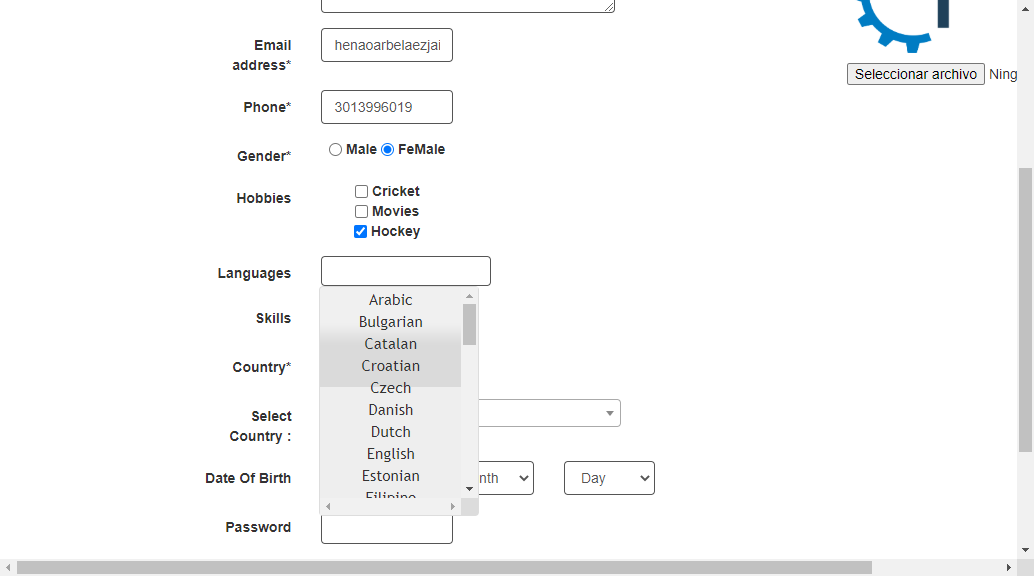 Email address*
henaoarbelaezjai
Seleccionar archivo Ning
Phone*
3013996019
Gender*
Male FeMale
Hobbies
Cricket
Movies
Hockey
Languages
Arabic
Bulgarian
Catalan
Croatian
Czech
Danish
Dutch
English
Estonian
Filipino
Skills
Country*
Select Country :
Date Of Birth
nth
Day
Password